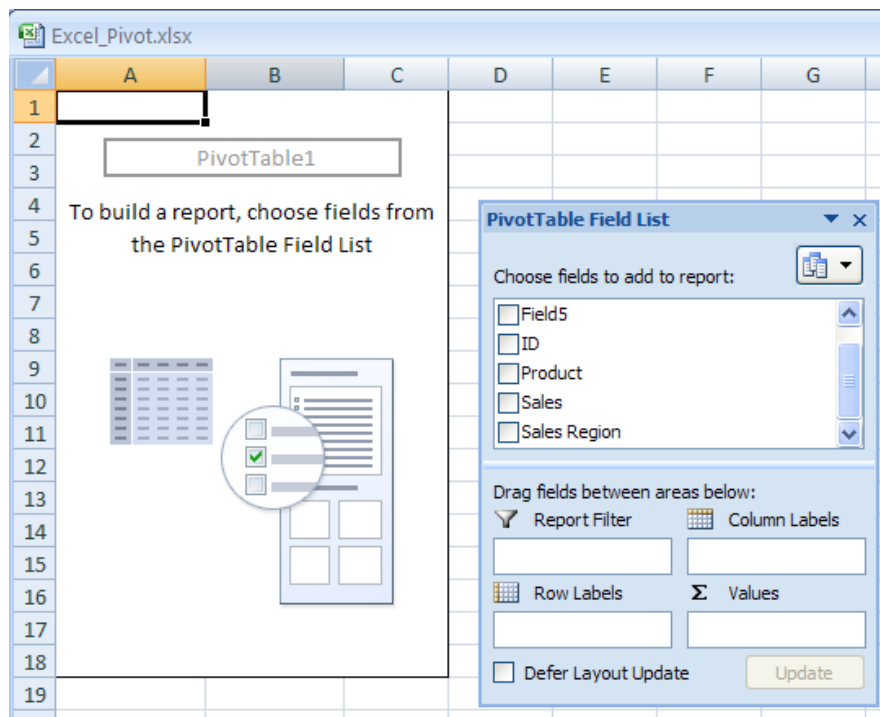 Excel_Pivot.xlsx
A B C D E F G
1
2
PivotTable1
3
4
To build a report, choose fields from
5
the PivotTable Field List
6
7
8
9
10
11
12
13
14
15
16
17
18
19
PivotTable Field List
Choose fields to add to report:
Field5
ID
Product
Sales
Sales Region
Drag fields between areas below:
Report Filter
Column Labels
Row Labels
Σ Values
Defer Layout Update
Update